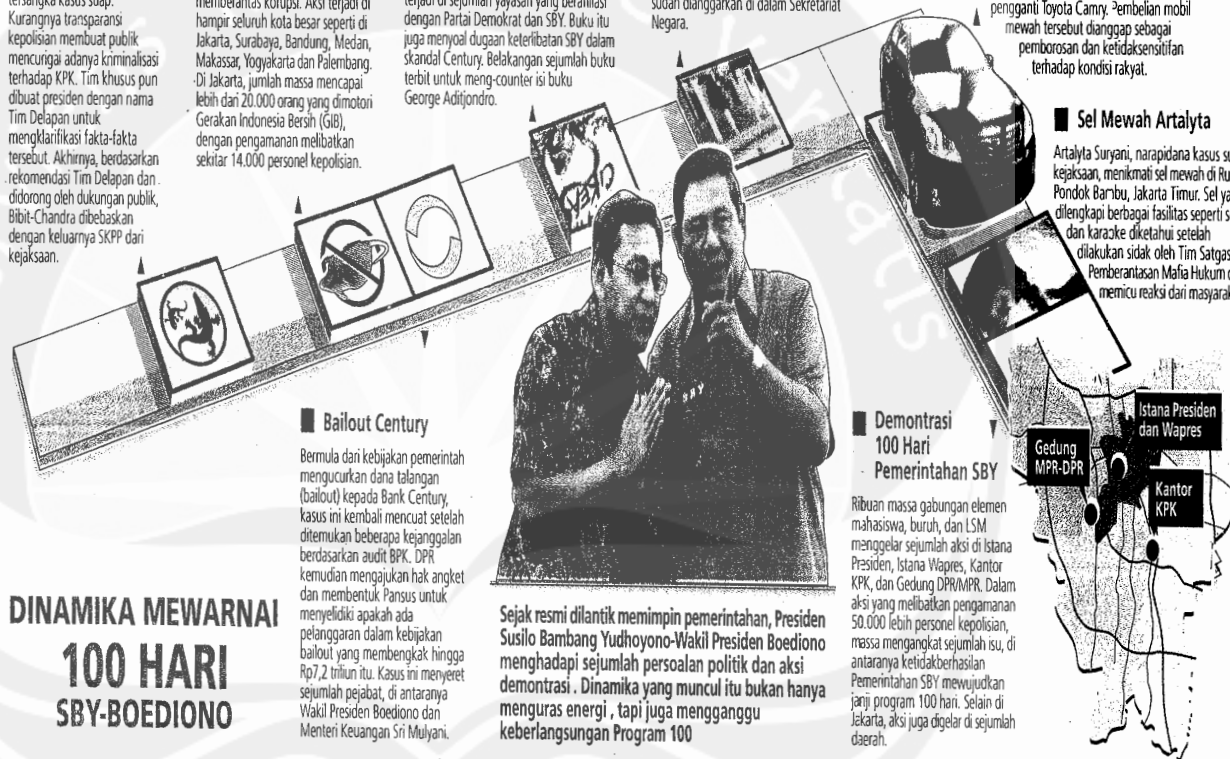 tersangka kasus suap.
Kurangnya transparansi
kepolisian membuat publik
mencurigai adanya kriminalisasi
terhadap KPK. Tim khusus pun
dibuat presiden dengan nama
Tim Delapan untuk
mengklarifikasi fakta-fakta
tersebut. Akhirnya, berdasarkan
rekomendasi Tim Delapan dan
didorong oleh dukungan publik,
Bibit-Chandra dibebaskan
dengan keluarnya SKPP dari
kejaksaan.
memberantas korupsi. Aksi terjadi di
hampir seluruh kota besar seperti di
Jakarta, Surabaya, Bandung, Medan,
Makassar, Yogyakarta dan Palembang.
Di Jakarta, jumlah massa mencapai
lebih dari 20.000 orang yang dimotori
Gerakan Indonesia Bersih (GIB),
dengan pengamanan melibatkan
sekitar 14.000 personel kepolisian.
terjadi di sejumlah yayasan yang berafiliasi
dengan Partai Demokrat dan SBY. Buku itu
juga menyoal dugaan keterlibatan SBY dalam
skandal Century. Belakangan sejumlah buku
terbit untuk meng-counter isi buku
George Aditjondro.
sudah dianggarkan di dalam Sekretariat
Negara.
pengganti Toyota Camry. Pembelian mobil
mewah tersebut dianggap sebagai
pemborosan dan ketidaksensitifan
terhadap kondisi rakyat.
Sel Mewah Artalyta
Artalyta Suryani, narapidana kasus
kejaksaan, menikmati sel mewah di
Pondok Bambu, Jakarta Timur. Sel
dilengkapi berbagai fasilitas seperti
dan karaoke diketahui setelah
dilakukan sidak oleh Tim Satgas
Pemberantasan Mafia Hukum
memicu reaksi dari
Bailout Century
Bermula dari kebijakan pemerintah
mengucurkan dana talangan
(bailout) kepada Bank Century,
kasus ini kembali mencuat setelah
ditemukan beberapa kejanggalan
berdasarkan audit BPK. DPR
kemudian mengajukan hak angket
dan membentuk Pansus untuk
menyelidiki apakah ada
pelanggaran dalam kebijakan
bailout yang membengkak hingga
Rp7,2 triliun itu. Kasus ini menyeret
sejumlah pejabat, di antaranya
Wakil Presiden Boediono dan
Menteri Keuangan Sri Mulyani.
Demontrasi
100 Hari
Pemerintahan SBY
Ribuan massa gabungan elemen
mahasiswa, buruh, dan LSM
menggelar sejumlah aksi di Istana
Presiden, Istana Wapres, Kantor
KPK, dan Gedung DPR/MPR. Dalam
aksi yang melibatkan pengamanan
50.000 lebih personel kepolisian,
massa mengangkat sejumlah isu, di
antaranya ketidakberhasilan
Pemerintahan SBY mewujudkan
janji program 100 hari. Selain di
Jakarta, aksi juga digelar di sejumlah
daerah.
Istana Presiden
dan Wapres
Gedung
MPR-DPR
Kantor
KPK
DINAMIKA MEWARNAI
100 HARI
SBY-BOEDIONO
Sejak resmi dilantik memimpin pemerintahan, Presiden
Susilo Bambang Yudhoyono-Wakil Presiden Boediono
menghadapi sejumlah persoalan politik dan aksi
demontrasi . Dinamika yang muncul itu bukan hanya
menguras energi , tapi juga mengganggu
keberlangsungan Program 100